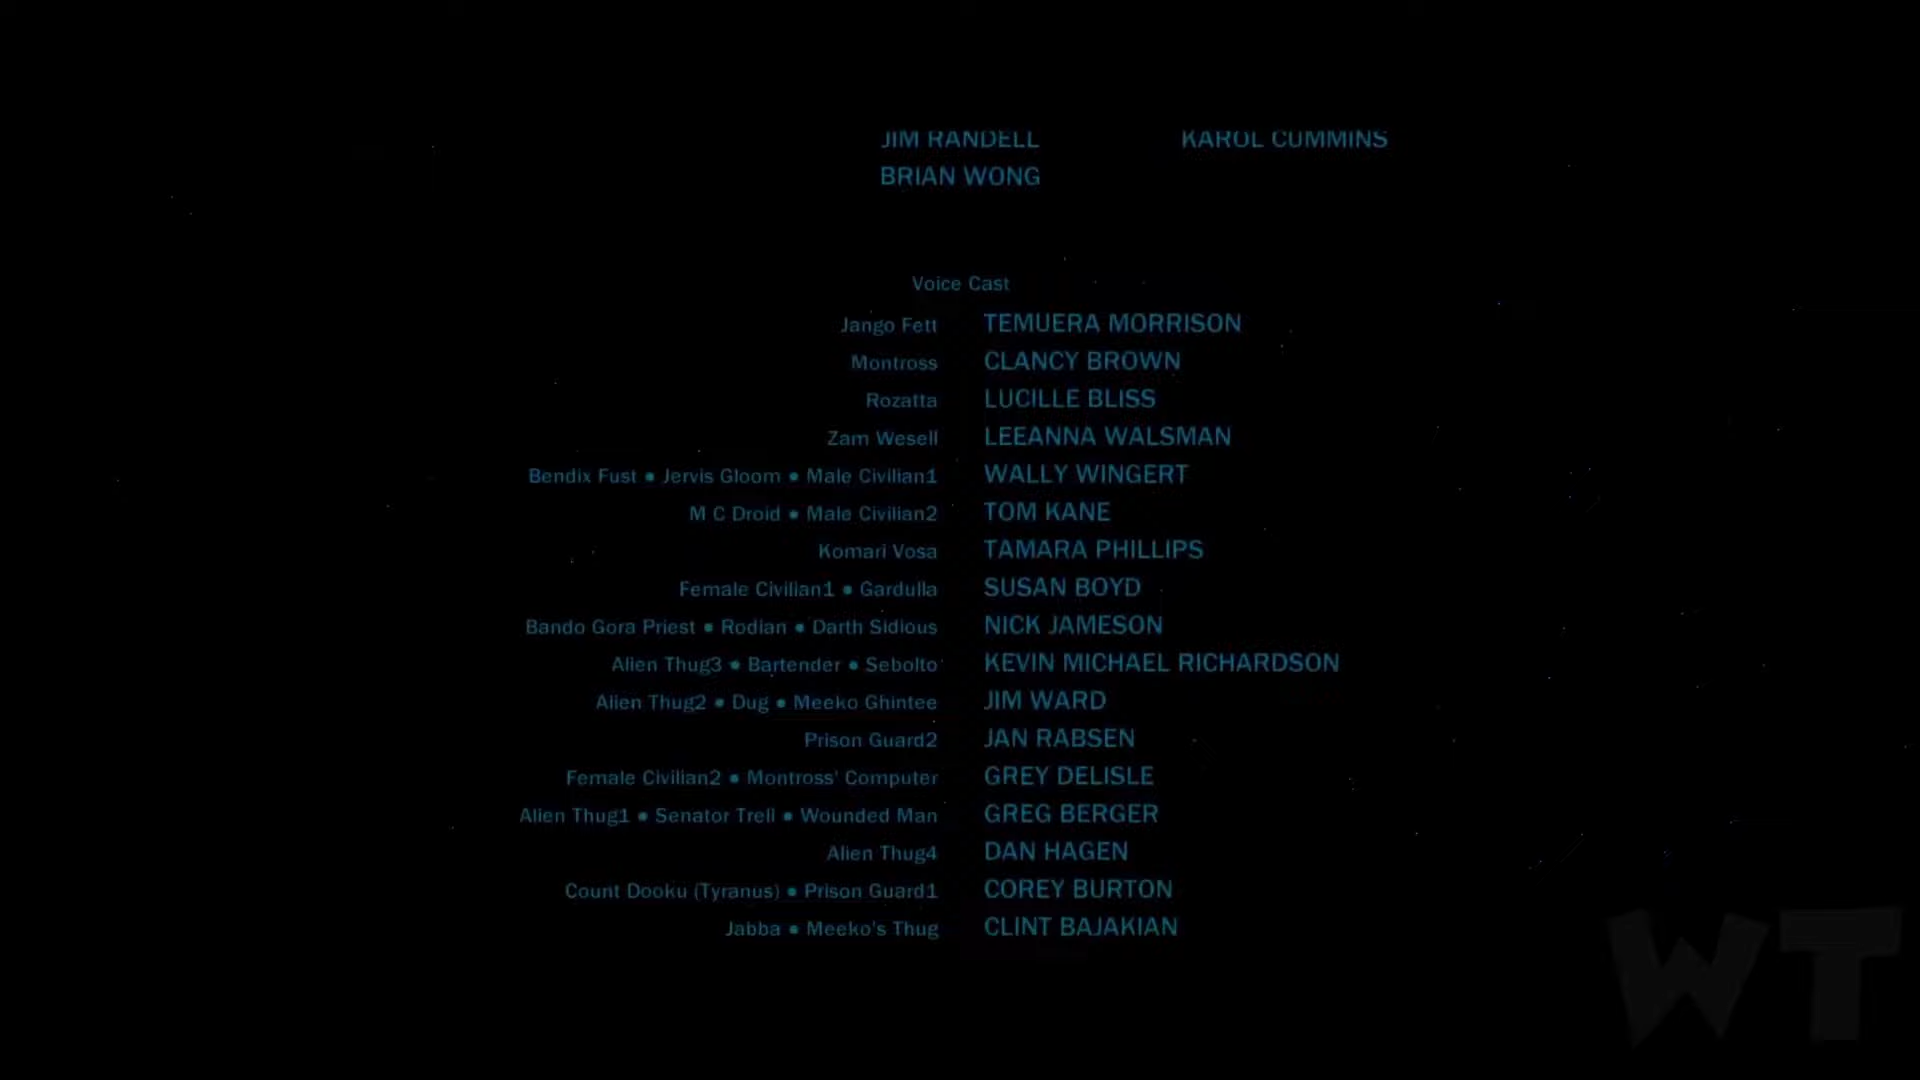 JIM RANDELL KAROL CUMMINS
BRIAN WONG
Voice Cast
Jango Fett TEMUERA MORRISON
Montross CLANCY BROWN
Rozatta LUCILLE BLISS
Zam Wesell LEEANNA WALSMAN
Bendix Fust • Jervis Gloom • Male Civilian1 WALLY WINGERT
M C Droid • Male Civilian2 TOM KANE
Komari Vosa TAMARA PHILLIPS
Female Civilian1 • Gardulla SUSAN BOYD
Bando Gora Priest • Rodian • Darth Sidious NICK JAMESON
Alien Thug3 • Bartender • Sebolto KEVIN MICHAEL RICHARDSON
Alien Thug2 • Dug • Meeko Ghintee JIM WARD
Prison Guard2 JAN RABSEN
Female Civilian2 • Montross' Computer GREY DELISLE
Alien Thug1 • Senator Trell • Wounded Man GREG BERGER
Alien Thug4 DAN HAGEN
Count Dooku (Tyranus) • Prison Guard1 COREY BURTON
Jabba • Meeko's Thug CLINT BAJAKIAN
WT